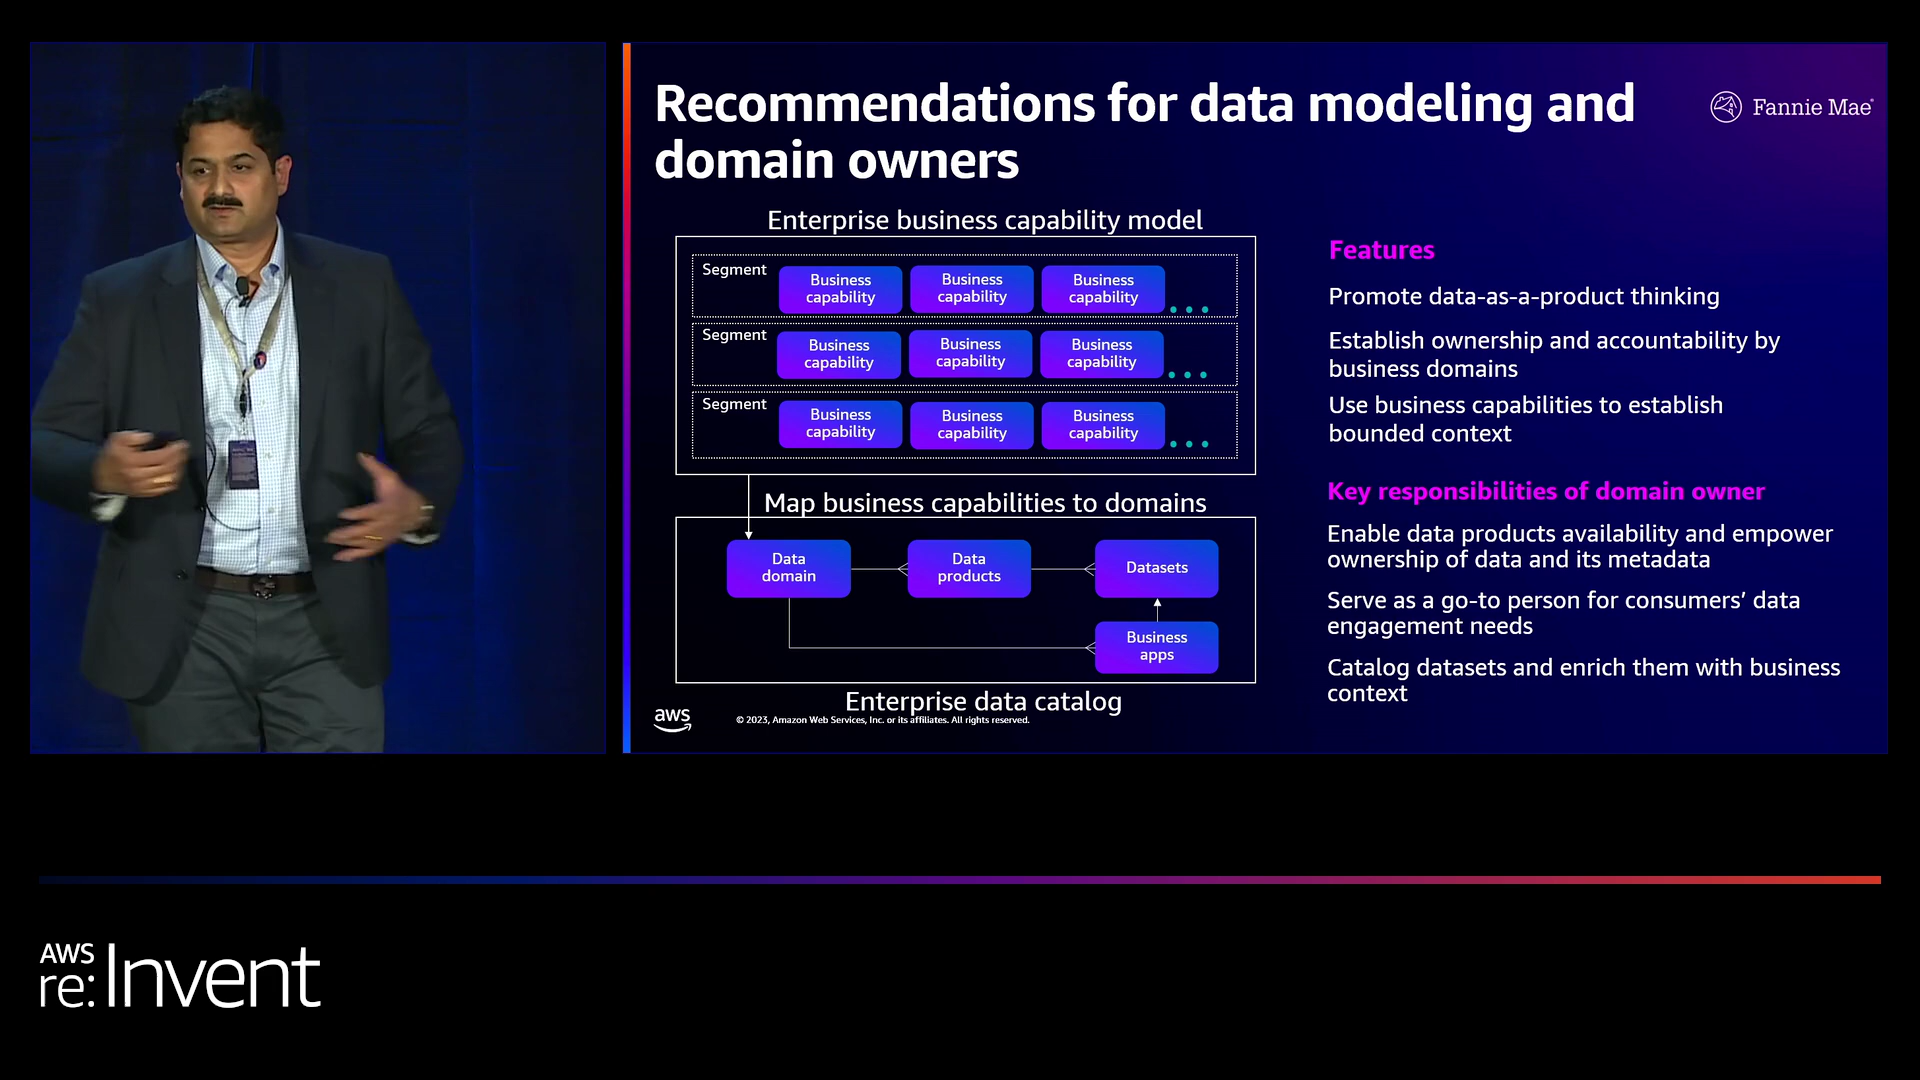 Recommendations for data modeling and
domain owners
Fannie Mae®
Enterprise business capability model
Segment
Business
capability
Business
capability
Business
capability
...
Segment
Business
capability
Business
capability
Business
capability
...
Segment
Business
capability
Business
capability
Business
capability
...
Map business capabilities to domains
Data
domain
Data
products
Datasets
Business
apps
Enterprise data catalog
Features
Promote data-as-a-product thinking
Establish ownership and accountability by
business domains
Use business capabilities to establish
bounded context
Key responsibilities of domain owner
Enable data products availability and empower
ownership of data and its metadata
Serve as a go-to person for consumers’ data
engagement needs
Catalog datasets and enrich them with business
context
aws
© 2023, Amazon Web Services, Inc. or its affiliates. All rights reserved.
AWS
re:Invent